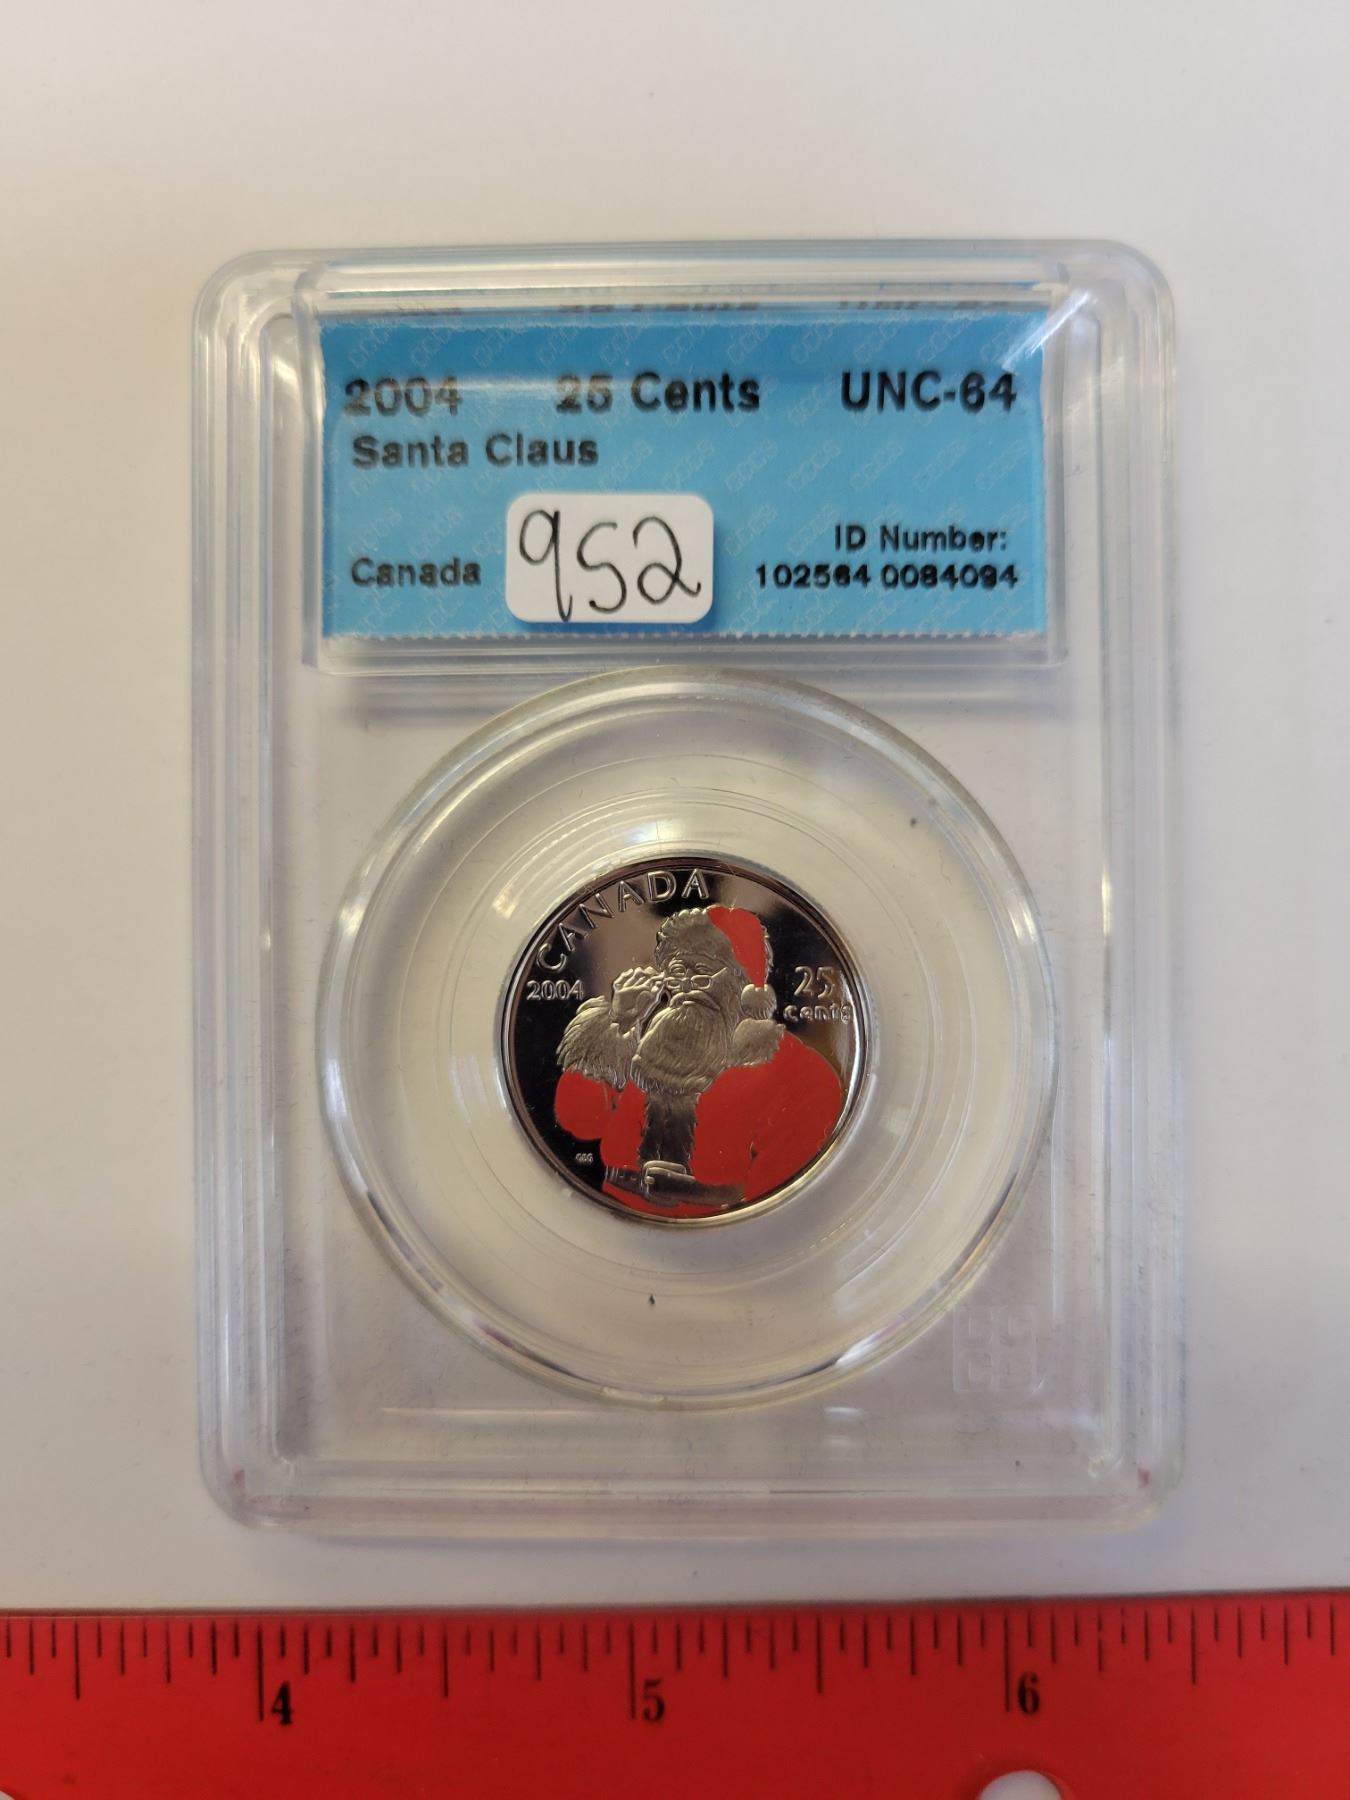 2004 25 Cents UNC-64
Santa Claus
952
ID Number:
Canada 102564 0084094
CANADA
2004
25
cents
GBG
4 5 6